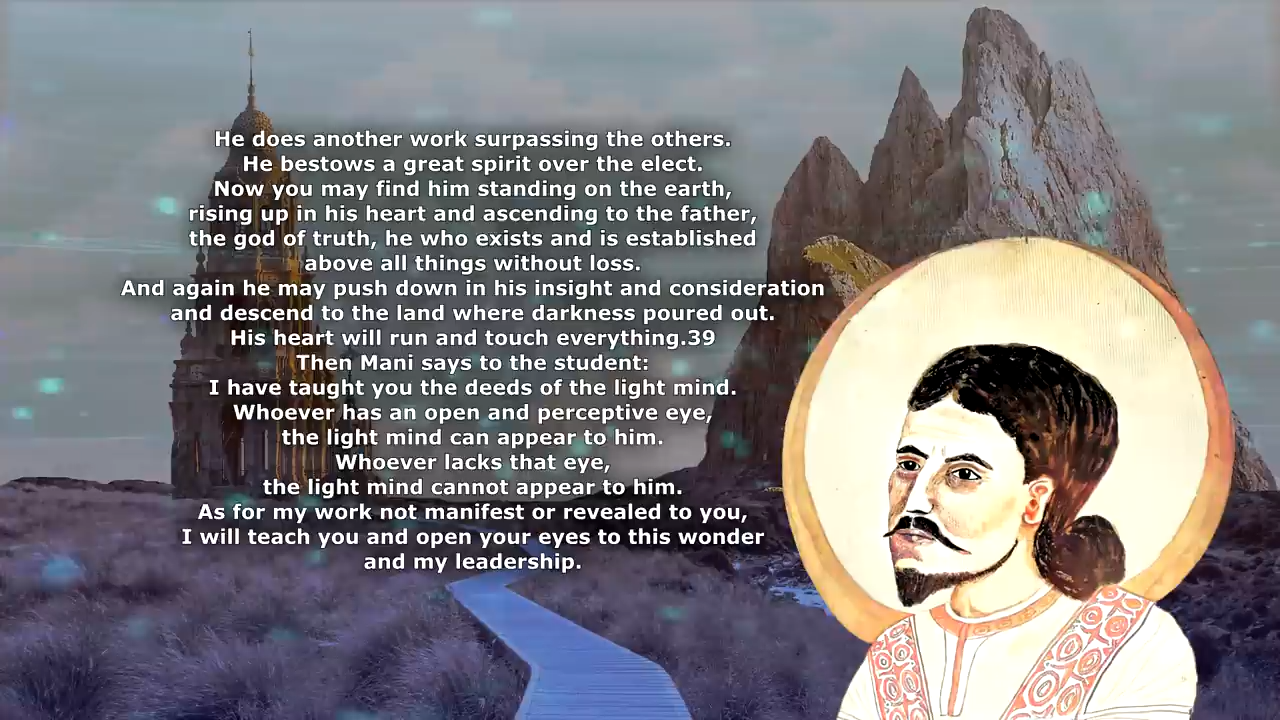 He does another work surpassing the others.
He bestows a great spirit over the elect.
Now you may find him standing on the earth,
rising up in his heart and ascending to the father,
the god of truth, he who exists and is established
above all things without loss.
And again he may push down in his insight and consideration
and descend to the land where darkness poured out.
His heart will run and touch everything.39
Then Mani says to the student:
I have taught you the deeds of the light mind.
Whoever has an open and perceptive eye,
the light mind can appear to him.
Whoever lacks that eye,
the light mind cannot appear to him.
As for my work not manifest or revealed to you,
I will teach you and open your eyes to this wonder
and my leadership.